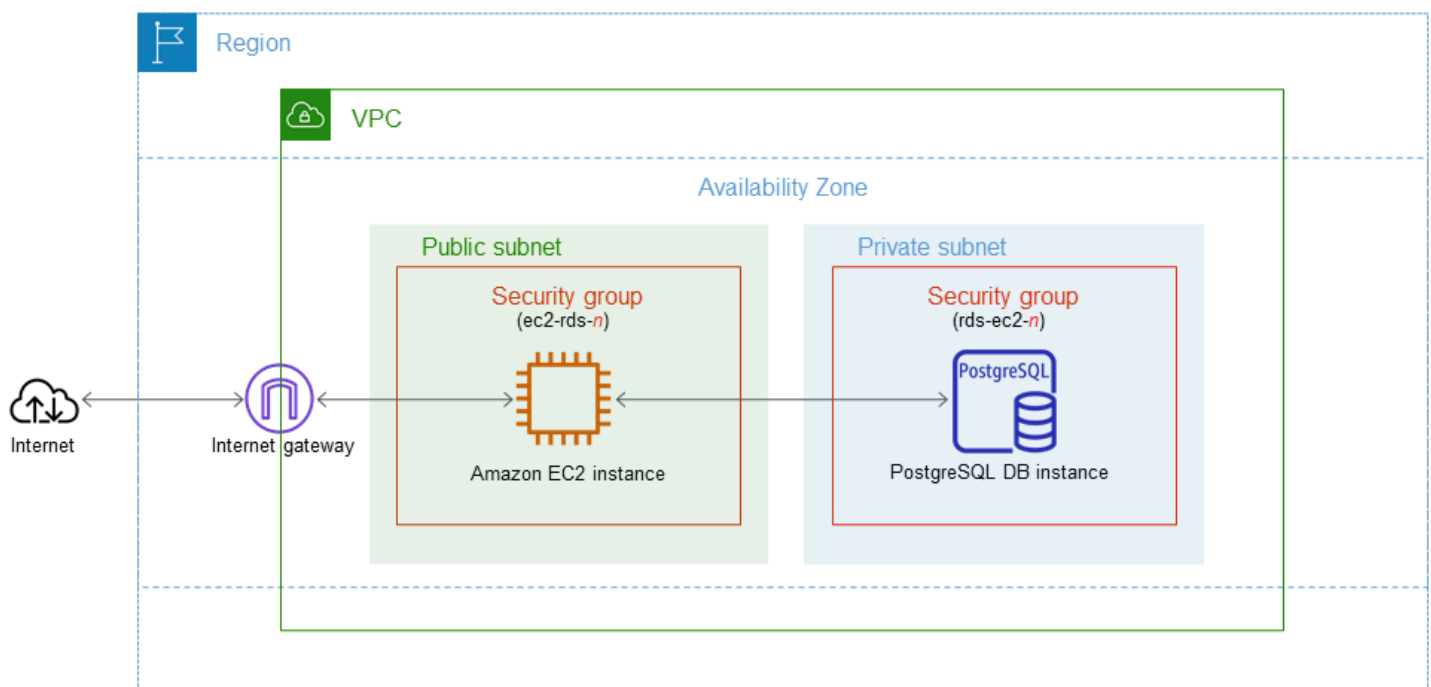 Region
VPC
Availability Zone
Public subnet
Private subnet
Security group
(ec2-rds-n)
Security group
(rds-ec2-n)
PostgreSQL
Internet
Internet gateway
Amazon EC2 instance
PostgreSQL DB instance